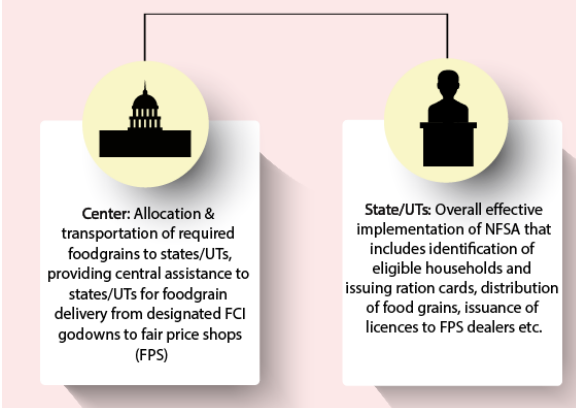 Center: Allocation &
transportation of required
foodgrains to states/UTs,
providing central assistance to
states/UTs for foodgrain
delivery from designated FCI
godowns to fair price shops
(FPS)
State/UTs: Overall effective
implementation of NFSA that
includes identification of
eligible households and
issuing ration cards, distribution
of food grains, issuance of
licences to FPS dealers etc.